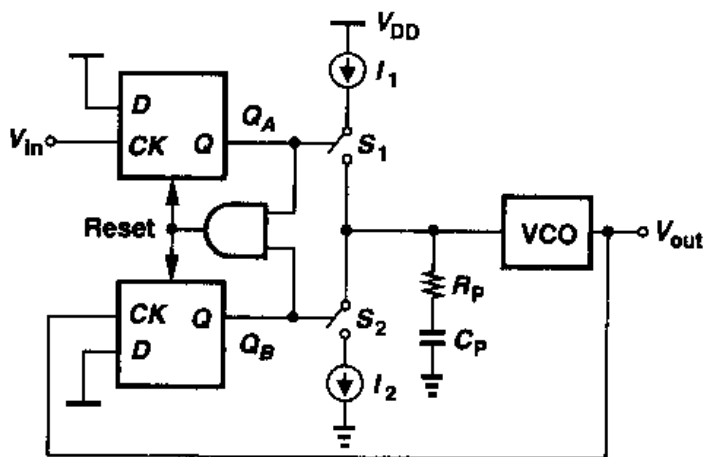 V_DD
I_1
D
Q_A
V_in
CK
Q
S_1
Reset
VCO
V_out
R_P
CK
Q
S_2
D
Q_B
C_P
I_2